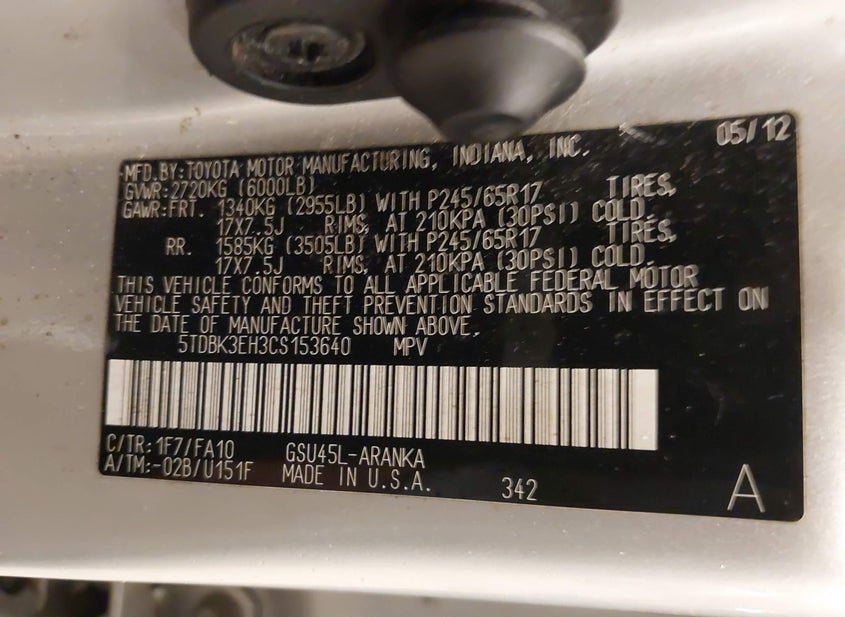 05/12
MFD.BY:TOYOTA MOTOR MANUFACTURING, INDIANA, INC.
GVWR:2720KG (6000LB)
GAWR:FRT. 1340KG (2955LB) WITH P245/65R17 TIRES,
17X7.5J RIMS, AT 210KPA (30PSI) COLD.
RR. 1585KG (3505LB) WITH P245/65R17 TIRES,
17X7.5J RIMS, AT 210KPA (30PSI) COLD.
THIS VEHICLE CONFORMS TO ALL APPLICABLE FEDERAL MOTOR
VEHICLE SAFETY AND THEFT PREVENTION STANDARDS IN EFFECT ON
THE DATE OF MANUFACTURE SHOWN ABOVE.
5TDBK3EH3CS153640 MPV
C/TR:1F7/FA10 GSU45L-ARANKA
A/TM:-02B/U151F MADE IN U.S.A. 342 A